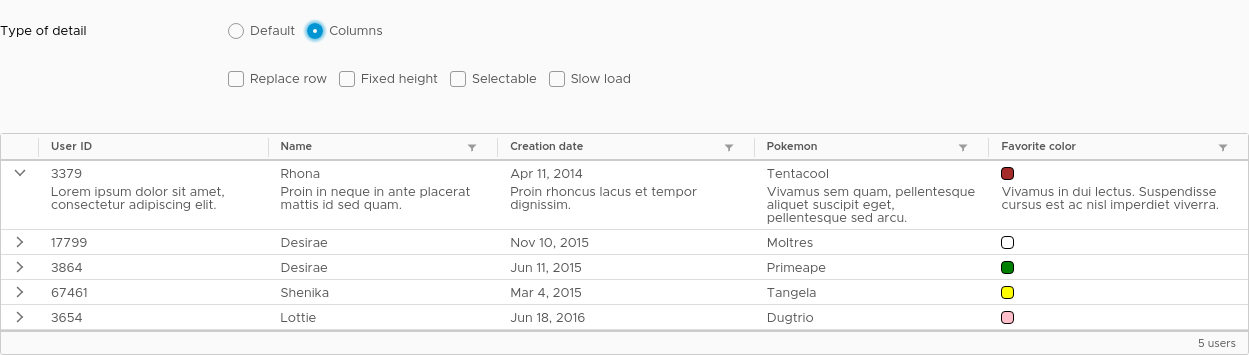 Type of detail
Default Columns
Replace row Fixed height Selectable Slow load
User ID Name Creation date Pokemon Favorite color
3379 Rhona Apr 11, 2014 Tentacool
Lorem ipsum dolor sit amet, Proin in neque in ante placerat Proin rhoncus lacus et tempor Vivamus sem quam, pellentesque Vivamus in dui lectus. Suspendisse
consectetur adipiscing elit. mattis id sed quam. dignissim. aliquet suscipit eget, cursus est ac nisl imperdiet viverra.
pellentesque sed arcu.
17799 Desirae Nov 10, 2015 Moltres
3864 Desirae Jun 11, 2015 Primeape
67461 Shenika Mar 4, 2015 Tangela
3654 Lottie Jun 18, 2016 Dugtrio
5 users